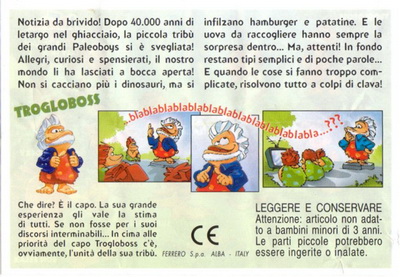 Notizia da brivido! Dopo 40.000 anni di
letargo nel ghiacciaio, la piccola tribù
dei grandi Paleoboys si è svegliata!
Allegri, curiosi e spensierati, il nostro
mondo li ha lasciati a bocca aperta!
Non si cacciano più i dinosauri, ma si
infilzano hamburger e patatine. E le
uova da raccogliere hanno sempre la
sorpresa dentro... Ma, attenti! In fondo
restano tipi semplici e di poche parole...
E quando le cose si fanno troppo com-
plicate, risolvono tutto a colpi di clava!
TROGLOBOSS
...blablablablablablablablablablablablabla...
...???.
Che dire? È il capo. La sua grande
esperienza gli vale la stima
di tutti. Se non fosse per i suoi
discorsi interminabili... In cima alle
priorità del capo Trogloboss c'è,
ovviamente, l'unità della sua tribù.
CE
FERRERO S.p.a. ALBA - ITALY
LEGGERE E CONSERVARE
Attenzione: articolo non adat-
to a bambini minori di 3 anni.
Le parti piccole potrebbero
essere ingerite o inalate.